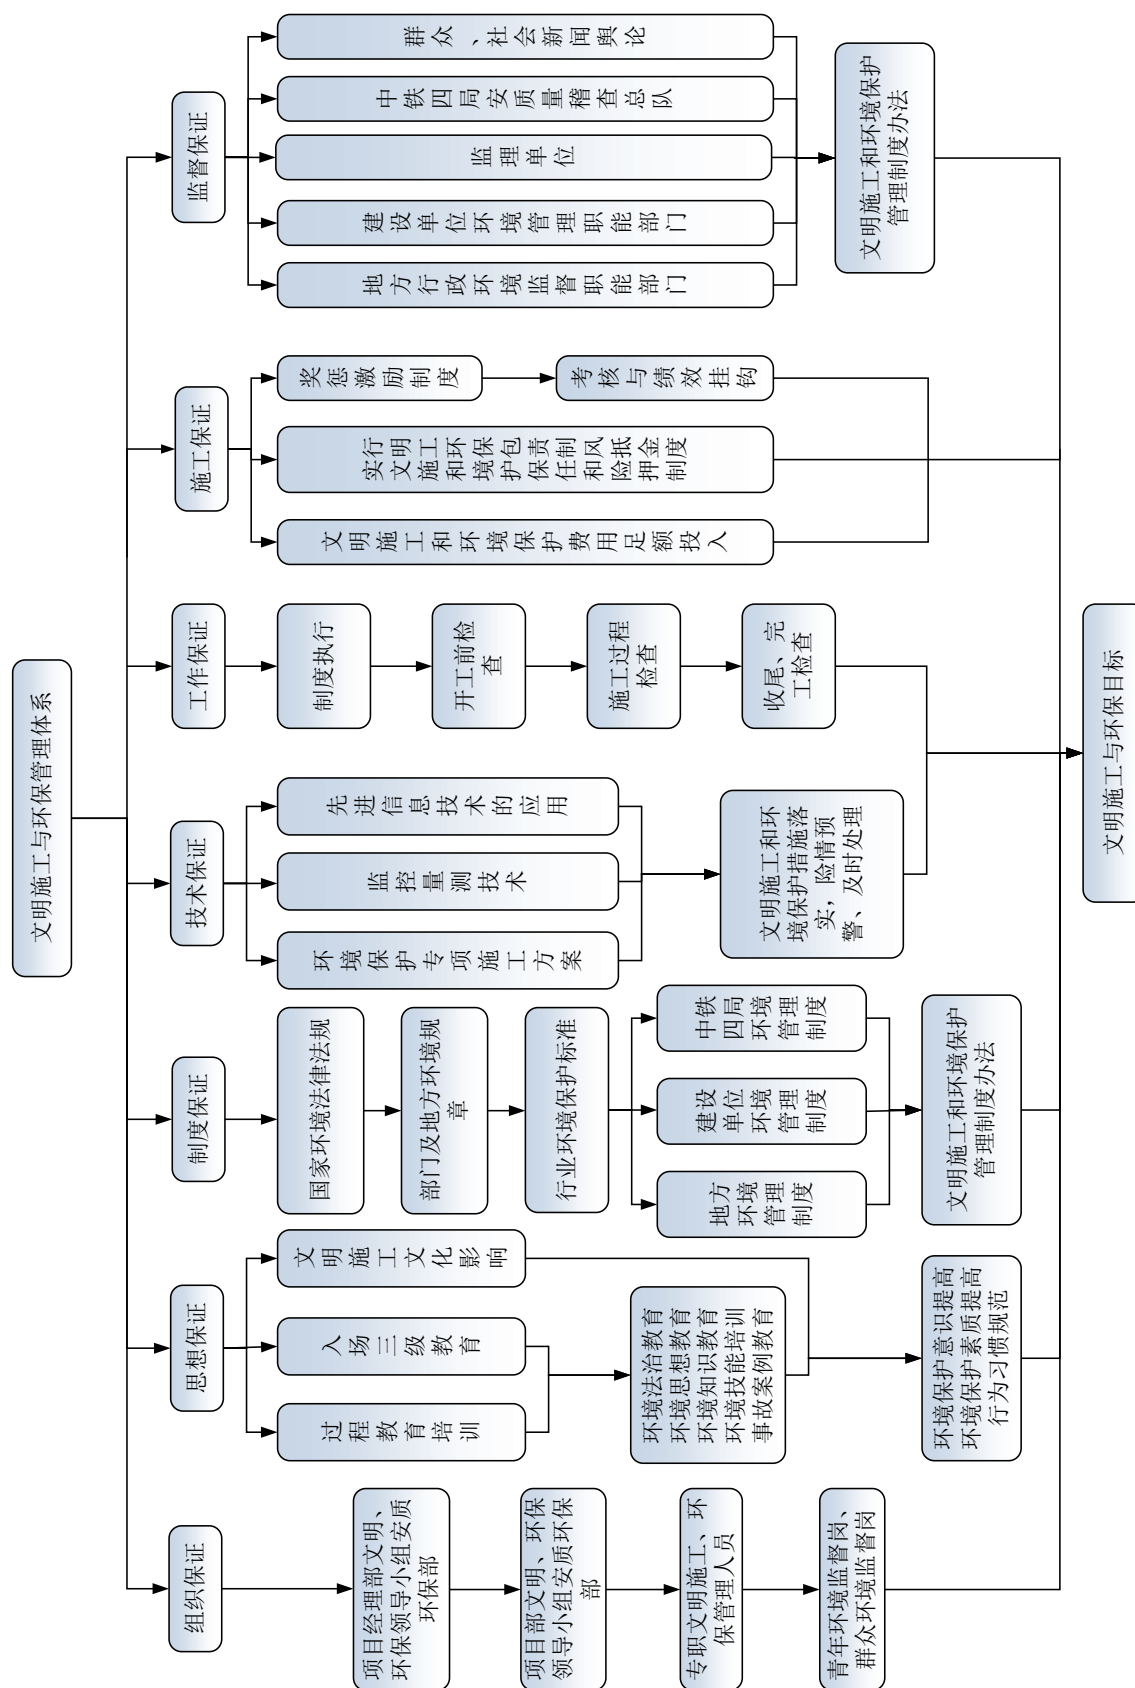 文明施工与环保管理体系
组织保证
项目经理部文明、
环保领导小组安质
环保部
项目部文明、环保
领导小组安质环保
部
专职文明施工、环
保管理人员
青年环境监督岗、
群众环境监督岗
思想保证
过程教育培训
入场三级教育
文明施工文化影响
环境法治教育
环境思想教育
环境知识教育
环境技能培训
事故案例教育
环境保护意识提高
环境保护素质提高
行为习惯规范
制度保证
国家环境法律法规
部门及地方环境规
章
行业环境保护标准
地方
环境
管理
制度
建设
单位
环境
管理
制度
中铁
四局
环境
管理
制度
文明施工和环境保护
管理制度办法
技术保证
环境保护专项施工方案
监控量测技术
先进信息技术的应用
文明施工和环
境保护措施落
实，险情预
警、及时处理
工作保证
制度执行
开工前检
查
施工过程
检查
收尾、完
工检查
施工保证
文明施工和环境保护费用足额投入
实行
文明
施工
和环
境保
护包
保责
任制
和风
险抵
押金
制度
奖惩激励制度
考核与绩效挂钩
监督保证
地方行政环境监督职能部门
建设单位环境管理职能部门
监理单位
中铁四局安质量稽查总队
群众、社会新闻舆论
文明施工和环境保护
管理制度办法
文明施工与环保目标